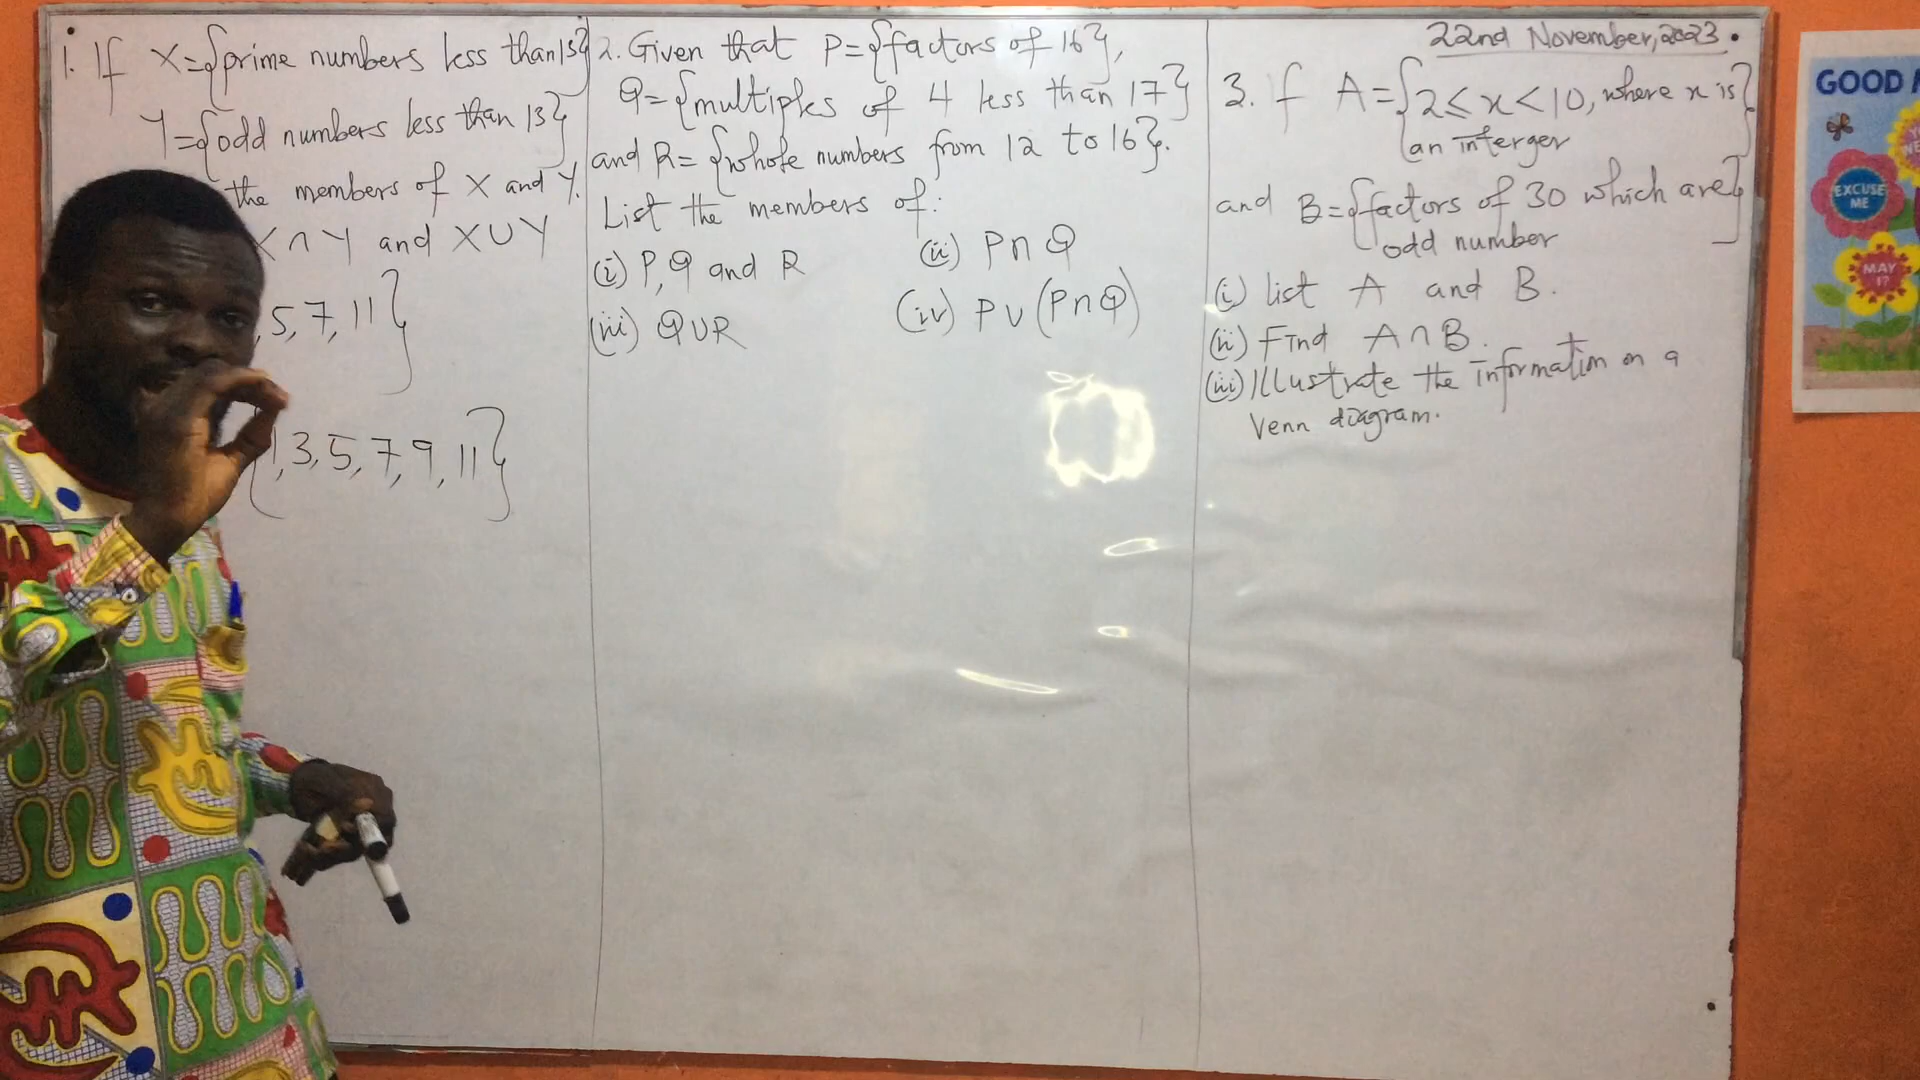 1. If X={prime numbers less than 13}
Y={odd numbers less than 13}
the members of X and Y.
X∩Y and X∪Y
, 5, 7, 11}
{1, 3, 5, 7, 9, 11}
2. Given that P={factors of 16},
Q={multiples of 4 less than 17}
and R={whole numbers from 12 to 16}.
List the members of:
(i) P, Q and R (ii) P∩Q
(iii) Q∪R (iv) P∪(P∩Q)
22nd November, 2023.
3. If A={2≤x<10, where x is
an interger}
and B={factors of 30 which are
odd number}
(i) list A and B.
(ii) Find A∩B.
(iii) Illustrate the information on a
Venn diagram.
GOOD
EXCUSE
ME
MAY
I?